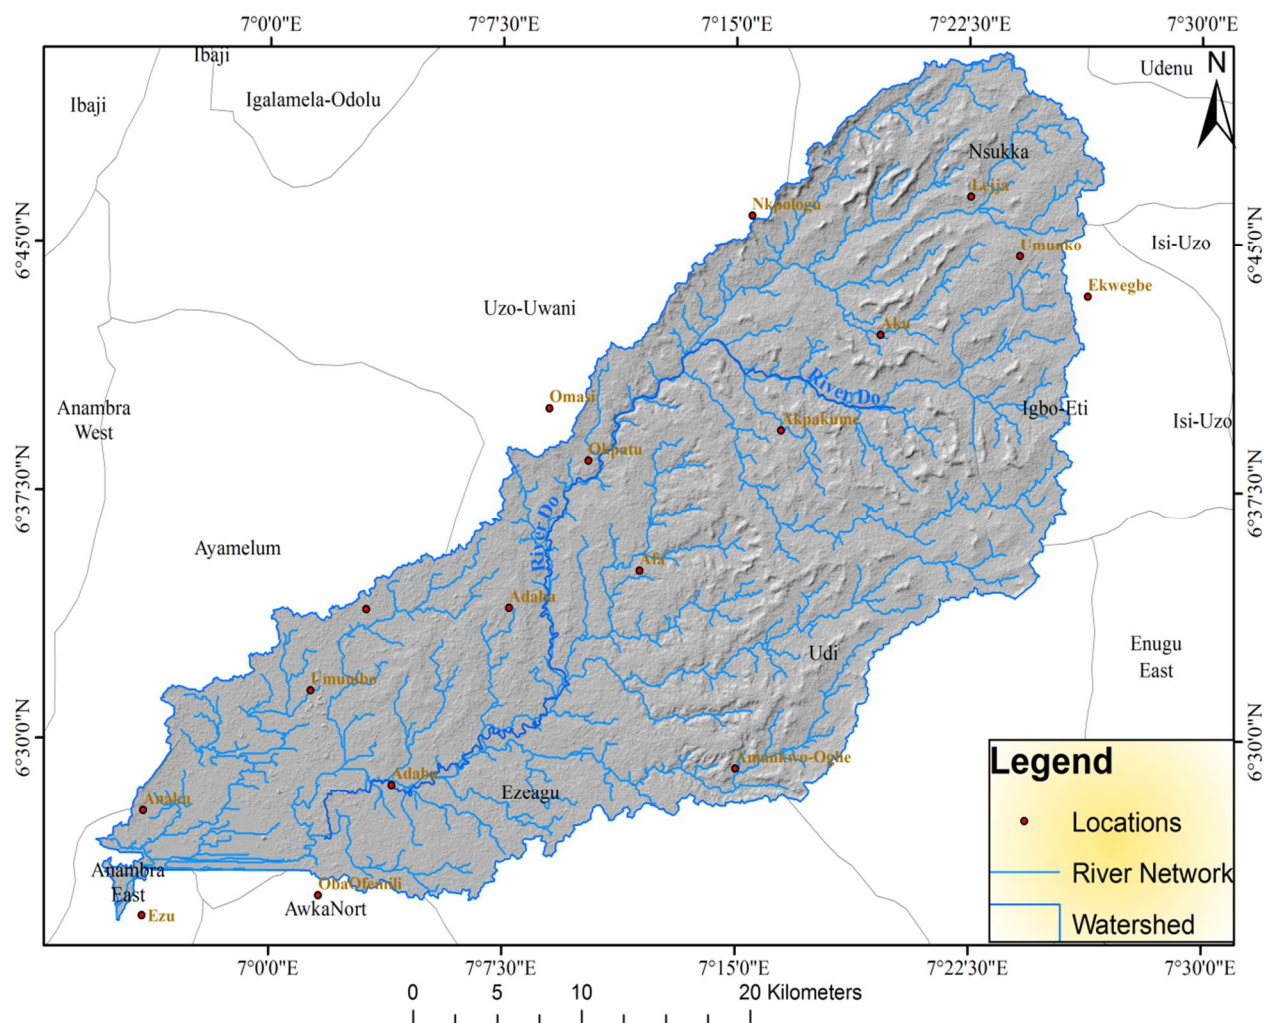 7°0'0"E
7°7'30"E
7°15'0"E
7°22'30"E
7°30'0"E
Ibaji
Udenu
N
Ibaji
Igalamela-Odolu
Nsukka
Lejja
Nkpologu
6°45'0"N
6°45'0"N
Umunko
Isi-Uzo
Ekwegbe
Uzo-Uwani
Aku
River Do
Omasi
Anambra
West
Igbo-Eti
Akpakume
Isi-Uzo
Okpatu
6°37'30"N
6°37'30"N
River Do
Ayamelum
Afa
Adaba
Udi
Enugu
East
Umumbo
6°30'0"N
6°30'0"N
Amankwo-Oghe
Adaba
Ezeagu
Anaku
Anambra
East
ObaOfemili
AwkaNort
Ezu
Legend
Locations
River Network
Watershed
7°0'0"E
7°7'30"E
7°15'0"E
7°22'30"E
7°30'0"E
0 5 10 20 Kilometers